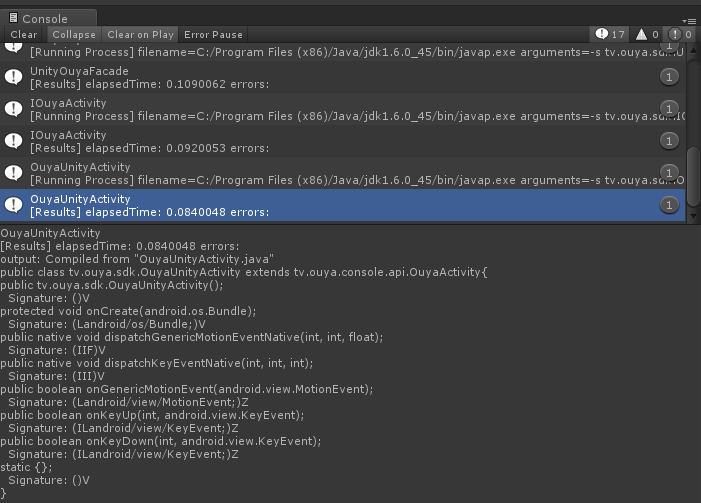 Console
Clear Collapse Clear on Play Error Pause 17 0 0
[Running Process] filename=C:/Program Files (x86)/Java/jdk1.6.0_45/bin/javap.exe arguments=-s tv.ouya.sdk.U
1
UnityOuyaFacade
[Results] elapsedTime: 0.1090062 errors:
1
IOuyaActivity
[Running Process] filename=C:/Program Files (x86)/Java/jdk1.6.0_45/bin/javap.exe arguments=-s tv.ouya.sdk.IO
1
IOuyaActivity
[Results] elapsedTime: 0.0920053 errors:
1
OuyaUnityActivity
[Running Process] filename=C:/Program Files (x86)/Java/jdk1.6.0_45/bin/javap.exe arguments=-s tv.ouya.sdk.O
1
OuyaUnityActivity
[Results] elapsedTime: 0.0840048 errors:
1
OuyaUnityActivity
[Results] elapsedTime: 0.0840048 errors:
output: Compiled from "OuyaUnityActivity.java"
public class tv.ouya.sdk.OuyaUnityActivity extends tv.ouya.console.api.OuyaActivity{
public tv.ouya.sdk.OuyaUnityActivity();
Signature: ()V
protected void onCreate(android.os.Bundle);
Signature: (Landroid/os/Bundle;)V
public native void dispatchGenericMotionEventNative(int, int, float);
Signature: (IIF)V
public native void dispatchKeyEventNative(int, int, int);
Signature: (III)V
public boolean onGenericMotionEvent(android.view.MotionEvent);
Signature: (Landroid/view/MotionEvent;)Z
public boolean onKeyUp(int, android.view.KeyEvent);
Signature: (ILandroid/view/KeyEvent;)Z
public boolean onKeyDown(int, android.view.KeyEvent);
Signature: (ILandroid/view/KeyEvent;)Z
static {};
Signature: ()V
}